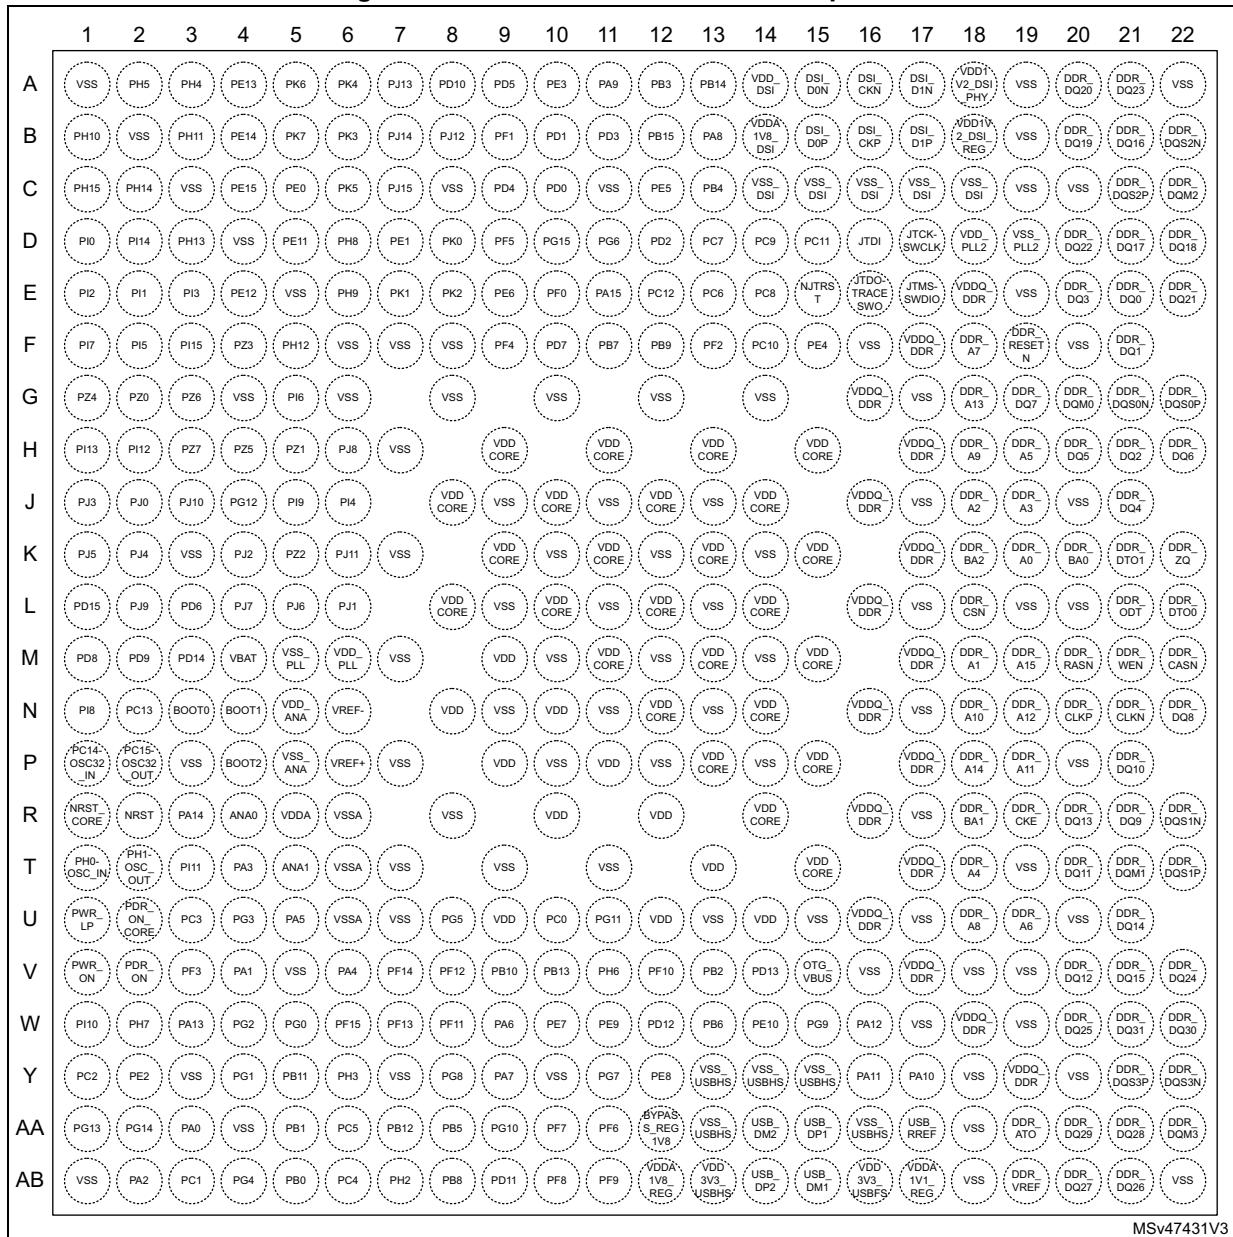 1 2 3 4 5 6 7 8 9 10 11 12 13 14 15 16 17 18 19 20 21 22
A VSS PH5 PH4 PE13 PK6 PK4 PJ13 PD10 PD5 PE3 PA9 PB3 PB14 VDD_DSI DSI_D0N DSI_CKN DSI_D1N VDD1V2_DSI_PHY VSS DDR_DQ20 DDR_DQ23 VSS
B PH10 VSS PH11 PE14 PK7 PK3 PJ14 PJ12 PF1 PD1 PD3 PB15 PA8 VDDA1V8_DSI DSI_D0P DSI_CKP DSI_D1P VDD1V2_DSI_REG VSS DDR_DQ19 DDR_DQ16 DDR_DQS2N
C PH15 PH14 VSS PE15 PE0 PK5 PJ15 VSS PD4 PD0 VSS PE5 PB4 VSS_DSI VSS_DSI VSS_DSI VSS_DSI VSS_DSI VSS VSS DDR_DQS2P DDR_DQM2
D PI0 PI14 PH13 VSS PE11 PH8 PE1 PK0 PF5 PG15 PG6 PD2 PC7 PC9 PC11 JTDI JTCK-SWCLK VDD_PLL2 VSS_PLL2 DDR_DQ22 DDR_DQ17 DDR_DQ18
E PI2 PI1 PI3 PE12 VSS PH9 PK1 PK2 PE6 PF0 PA15 PC12 PC6 PC8 NJTRST JTDO-TRACESWO JTMS-SWDIO VDDQ_DDR VSS DDR_DQ3 DDR_DQ0 DDR_DQ21
F PI7 PI5 PI15 PZ3 PH12 VSS VSS VSS PF4 PD7 PB7 PB9 PF2 PC10 PE4 VSS VDDQ_DDR DDR_A7 DDR_RESETN VSS DDR_DQ1
G PZ4 PZ0 PZ6 VSS PI6 VSS VSS VSS VSS VSS VDDQ_DDR VSS DDR_A13 DDR_DQ7 DDR_DQM0 DDR_DQS0N DDR_DQS0P
H PI13 PI12 PZ7 PZ5 PZ1 PJ8 VSS VDDCORE VDDCORE VDDCORE VDDCORE VDDQ_DDR DDR_A9 DDR_A5 DDR_DQ5 DDR_DQ2 DDR_DQ6
J PJ3 PJ0 PJ10 PG12 PI9 PI4 VDDCORE VSS VDDCORE VSS VDDCORE VSS VDDCORE VDDQ_DDR VSS DDR_A2 DDR_A3 VSS DDR_DQ4
K PJ5 PJ4 VSS PJ2 PZ2 PJ11 VSS VDDCORE VSS VDDCORE VSS VDDCORE VSS VDDCORE VDDQ_DDR DDR_BA2 DDR_A0 DDR_BA0 DDR_DTO1 DDR_ZQ
L PD15 PJ9 PD6 PJ7 PJ6 PJ1 VDDCORE VSS VDDCORE VSS VDDCORE VSS VDDCORE VDDQ_DDR VSS DDR_CSN VSS VSS DDR_ODT DDR_DTO0
M PD8 PD9 PD14 VBAT VSS_PLL VDD_PLL VSS VDD VSS VDDCORE VSS VDDCORE VSS VDDCORE VDDQ_DDR DDR_A1 DDR_A15 DDR_RASN DDR_WEN DDR_CASN
N PI8 PC13 BOOT0 BOOT1 VDD_ANA VREF- VDD VSS VDD VSS VDDCORE VSS VDDCORE VDDQ_DDR VSS DDR_A10 DDR_A12 DDR_CLKP DDR_CLKN DDR_DQ8
P PC14-OSC32_IN PC15-OSC32_OUT VSS BOOT2 VSS_ANA VREF+ VSS VDD VSS VDD VSS VDDCORE VSS VDDCORE VDDQ_DDR DDR_A14 DDR_A11 VSS DDR_DQ10
R NRST_CORE NRST PA14 ANA0 VDDA VSSA VSS VDD VDD VDDCORE VDDQ_DDR VSS DDR_BA1 DDR_CKE DDR_DQ13 DDR_DQ9 DDR_DQS1N
T PH0-OSC_IN PH1-OSC_OUT PI11 PA3 ANA1 VSSA VSS VSS VSS VDD VDDCORE VDDQ_DDR DDR_A4 VSS DDR_DQ11 DDR_DQM1 DDR_DQS1P
U PWR_LP PDR_ON_CORE PC3 PG3 PA5 VSSA VSS PG5 VDD PC0 PG11 VDD VSS VDD VSS VDDQ_DDR VSS DDR_A8 DDR_A6 VSS DDR_DQ14
V PWR_ON PDR_ON PF3 PA1 VSS PA4 PF14 PF12 PB10 PB13 PH6 PF10 PB2 PD13 OTG_VBUS VSS VDDQ_DDR VSS VSS DDR_DQ12 DDR_DQ15 DDR_DQ24
W PI10 PH7 PA13 PG2 PG0 PF15 PF13 PF11 PA6 PE7 PE9 PD12 PB6 PE10 PG9 PA12 VSS VDDQ_DDR VSS DDR_DQ25 DDR_DQ31 DDR_DQ30
Y PC2 PE2 VSS PG1 PB11 PH3 VSS PG8 PA7 VSS PG7 PE8 VSS_USBHS VSS_USBHS VSS_USBHS PA11 PA10 VSS VDDQ_DDR VSS DDR_DQS3P DDR_DQS3N
AA PG13 PG14 PA0 VSS PB1 PC5 PB12 PB5 PG10 PF7 PF6 BYPASS_REG1V8 VSS_USBHS USB_DM2 USB_DP1 VSS_USBHS USB_RREF VSS DDR_ATO DDR_DQ29 DDR_DQ28 DDR_DQM3
AB VSS PA2 PC1 PG4 PB0 PC4 PH2 PB8 PD11 PF8 PF9 VDDA1V8_REG VDD3V3_USBHS USB_DP2 USB_DM1 VDD3V3_USBFS VDDA1V1_REG VSS DDR_VREF DDR_DQ27 DDR_DQ26 VSS
MSv47431V3